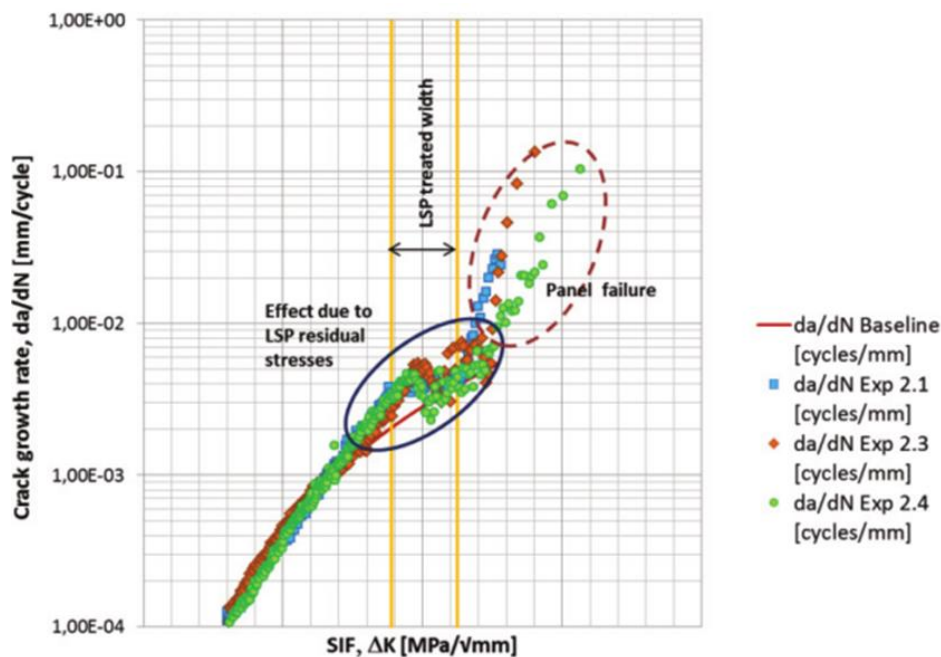 1,00E+00
1,00E-01
1,00E-02
1,00E-03
1,00E-04
Crack growth rate, da/dN [mm/cycle]
LSP treated width
Effect due to
LSP residual
stresses
Panel failure
SIF, ΔK [MPa/√mm]
da/dN Baseline
[cycles/mm]
da/dN Exp 2.1
[cycles/mm]
da/dN Exp 2.3
[cycles/mm]
da/dN Exp 2.4
[cycles/mm]